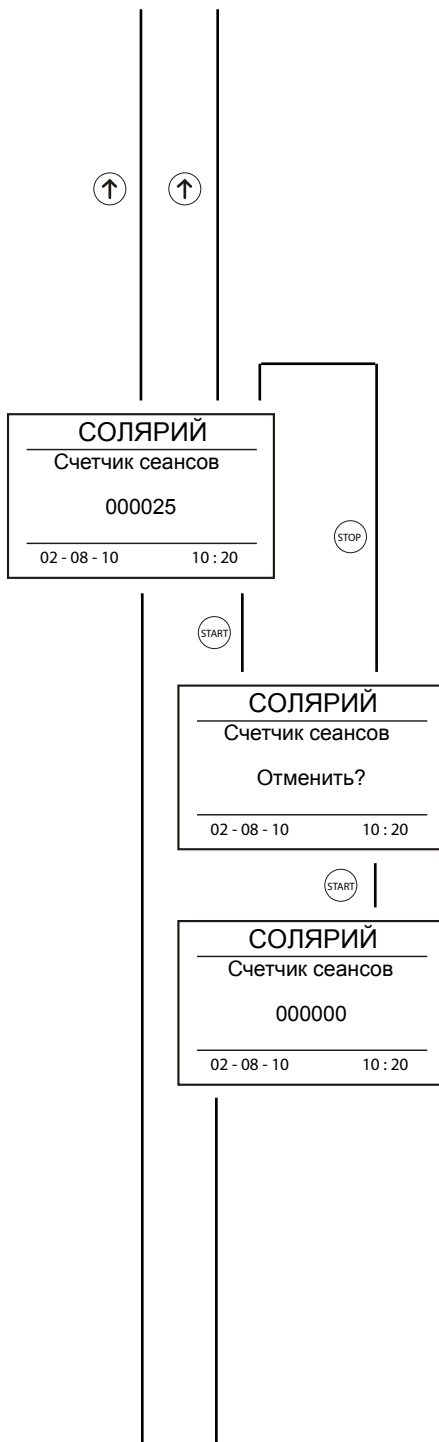 СОЛЯРИЙ
Счетчик сеансов
000025
02 - 08 - 10 10 : 20
STOP
START
СОЛЯРИЙ
Счетчик сеансов
Отменить?
02 - 08 - 10 10 : 20
START
СОЛЯРИЙ
Счетчик сеансов
000000
02 - 08 - 10 10 : 20